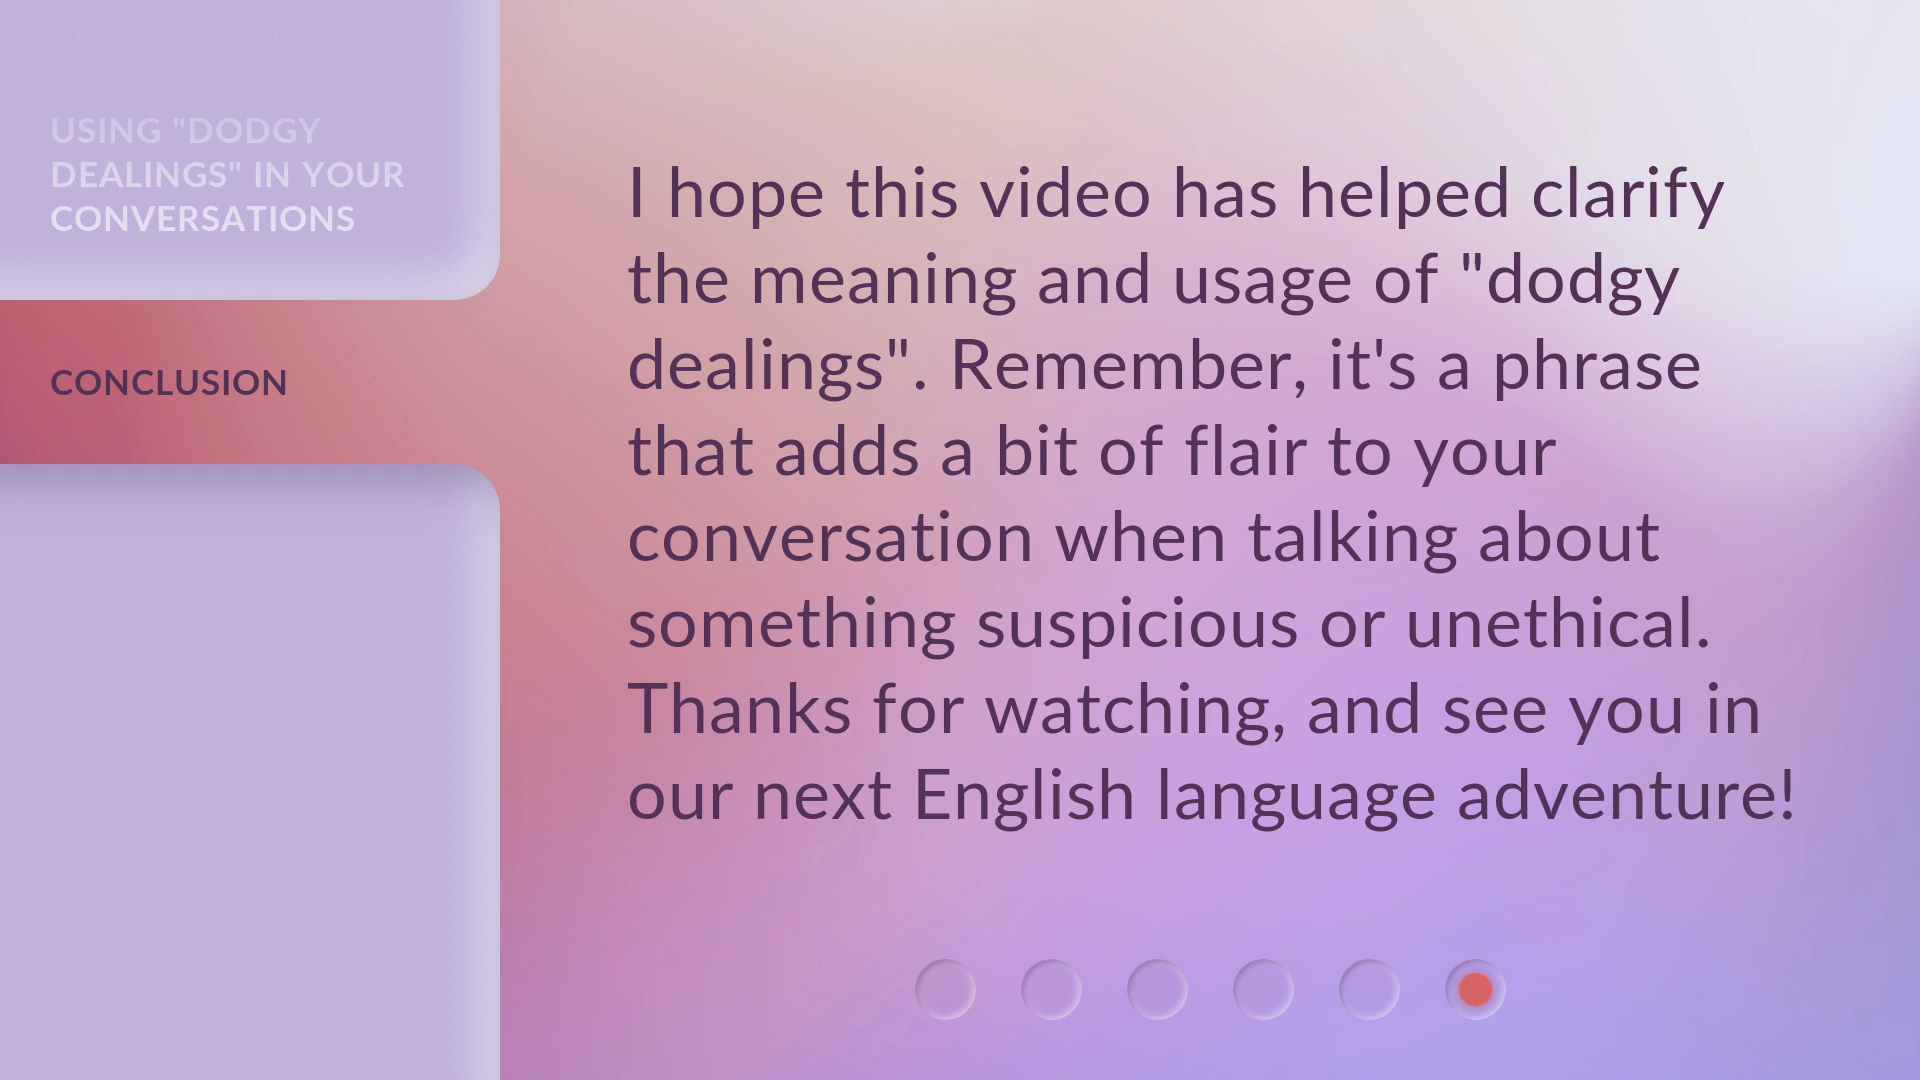 RELATED PHRASES
USING "DODGY
DEALINGS" IN YOUR
CONVERSATIONS
CONCLUSION
I hope this video has helped clarify
the meaning and usage of "dodgy
dealings". Remember, it's a phrase
that adds a bit of flair to your
conversation when talking about
something suspicious or unethical.
Thanks for watching, and see you in
our next English language adventure!